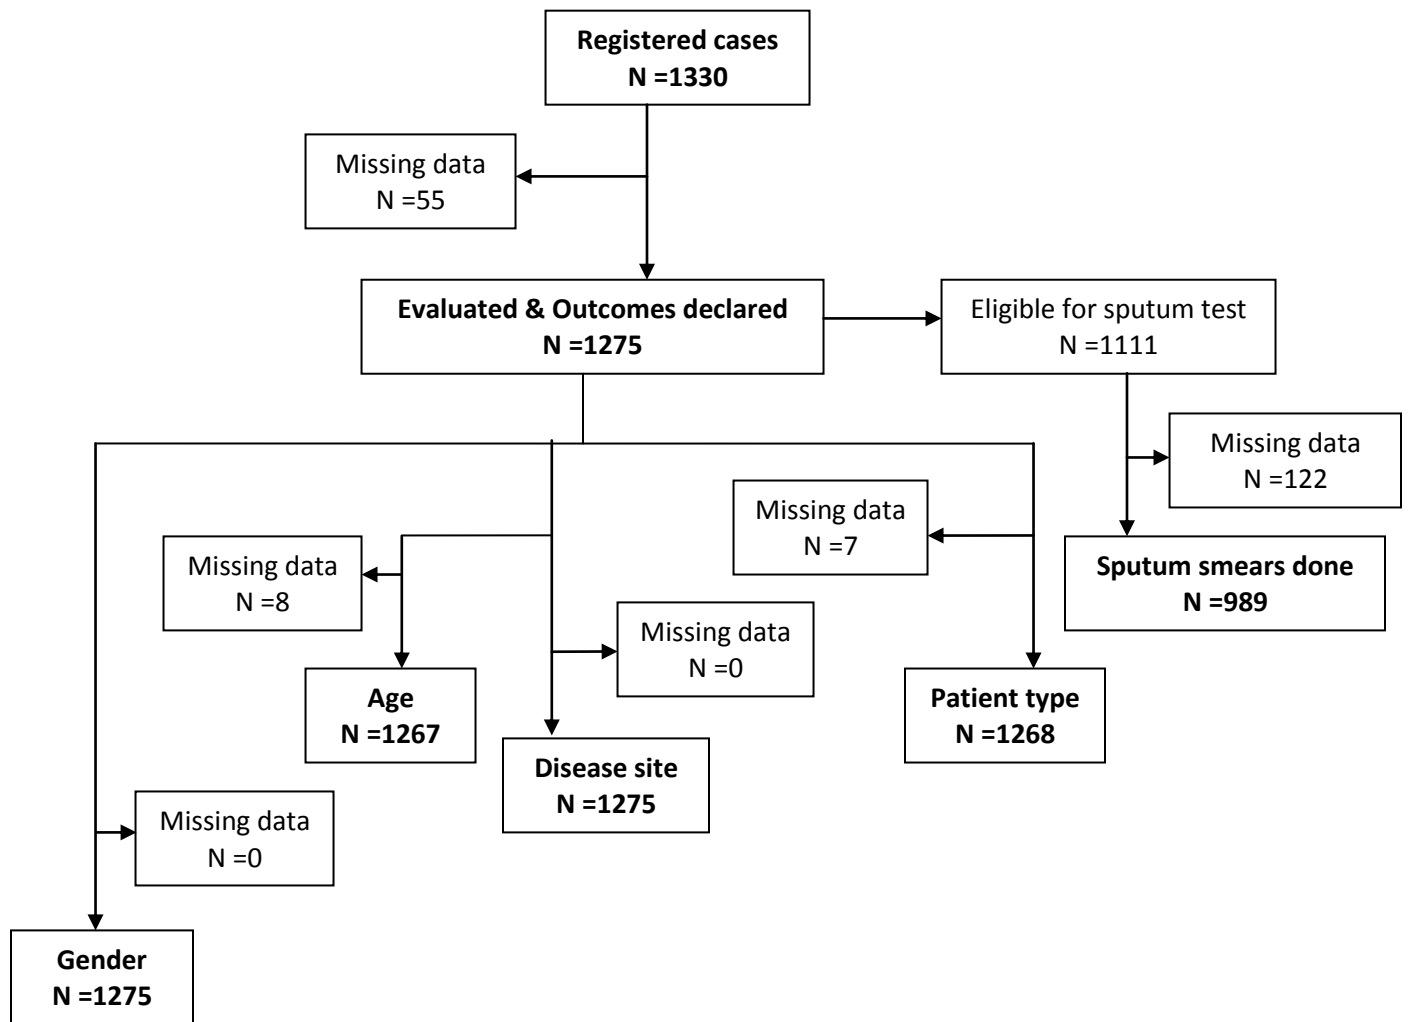 Registered cases
N =1330
Missing data
N =55
Evaluated & Outcomes declared
N =1275
Eligible for sputum test
N =1111
Missing data
N =122
Missing data
N =7
Missing data
N =8
Sputum smears done
N =989
Missing data
N =0
Age
N =1267
Patient type
N =1268
Disease site
N =1275
Missing data
N =0
Gender
N =1275